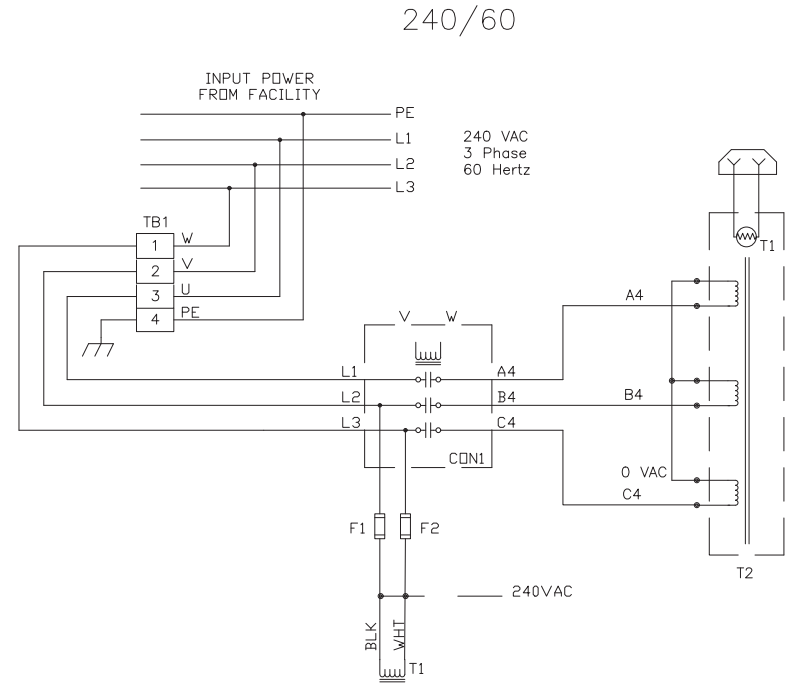 240/60
INPUT POWER
FROM FACILITY
PE
L1
L2
L3
240 VAC
3 Phase
60 Hertz
TB1
1
W
2
V
3
U
4
PE
T1
A4
V W
L1
A4
L2
B4
B4
L3
C4
CON1
0 VAC
C4
F1
F2
T2
240VAC
BLK
WHT
T1